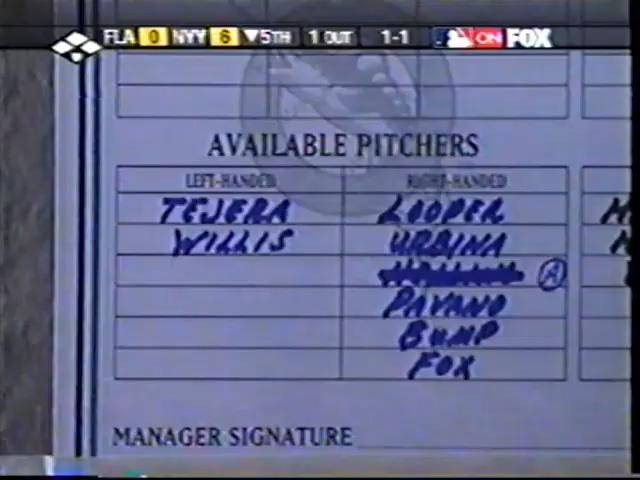 FLA 0 NYY 6 ▼5TH 1 OUT 1-1 MLB ON FOX
AVAILABLE PITCHERS
LEFT-HANDED RIGHT-HANDED
TEJERA LOOPER
WILLIS URBINA
A
PAVANO
BUMP
FOX
MANAGER SIGNATURE